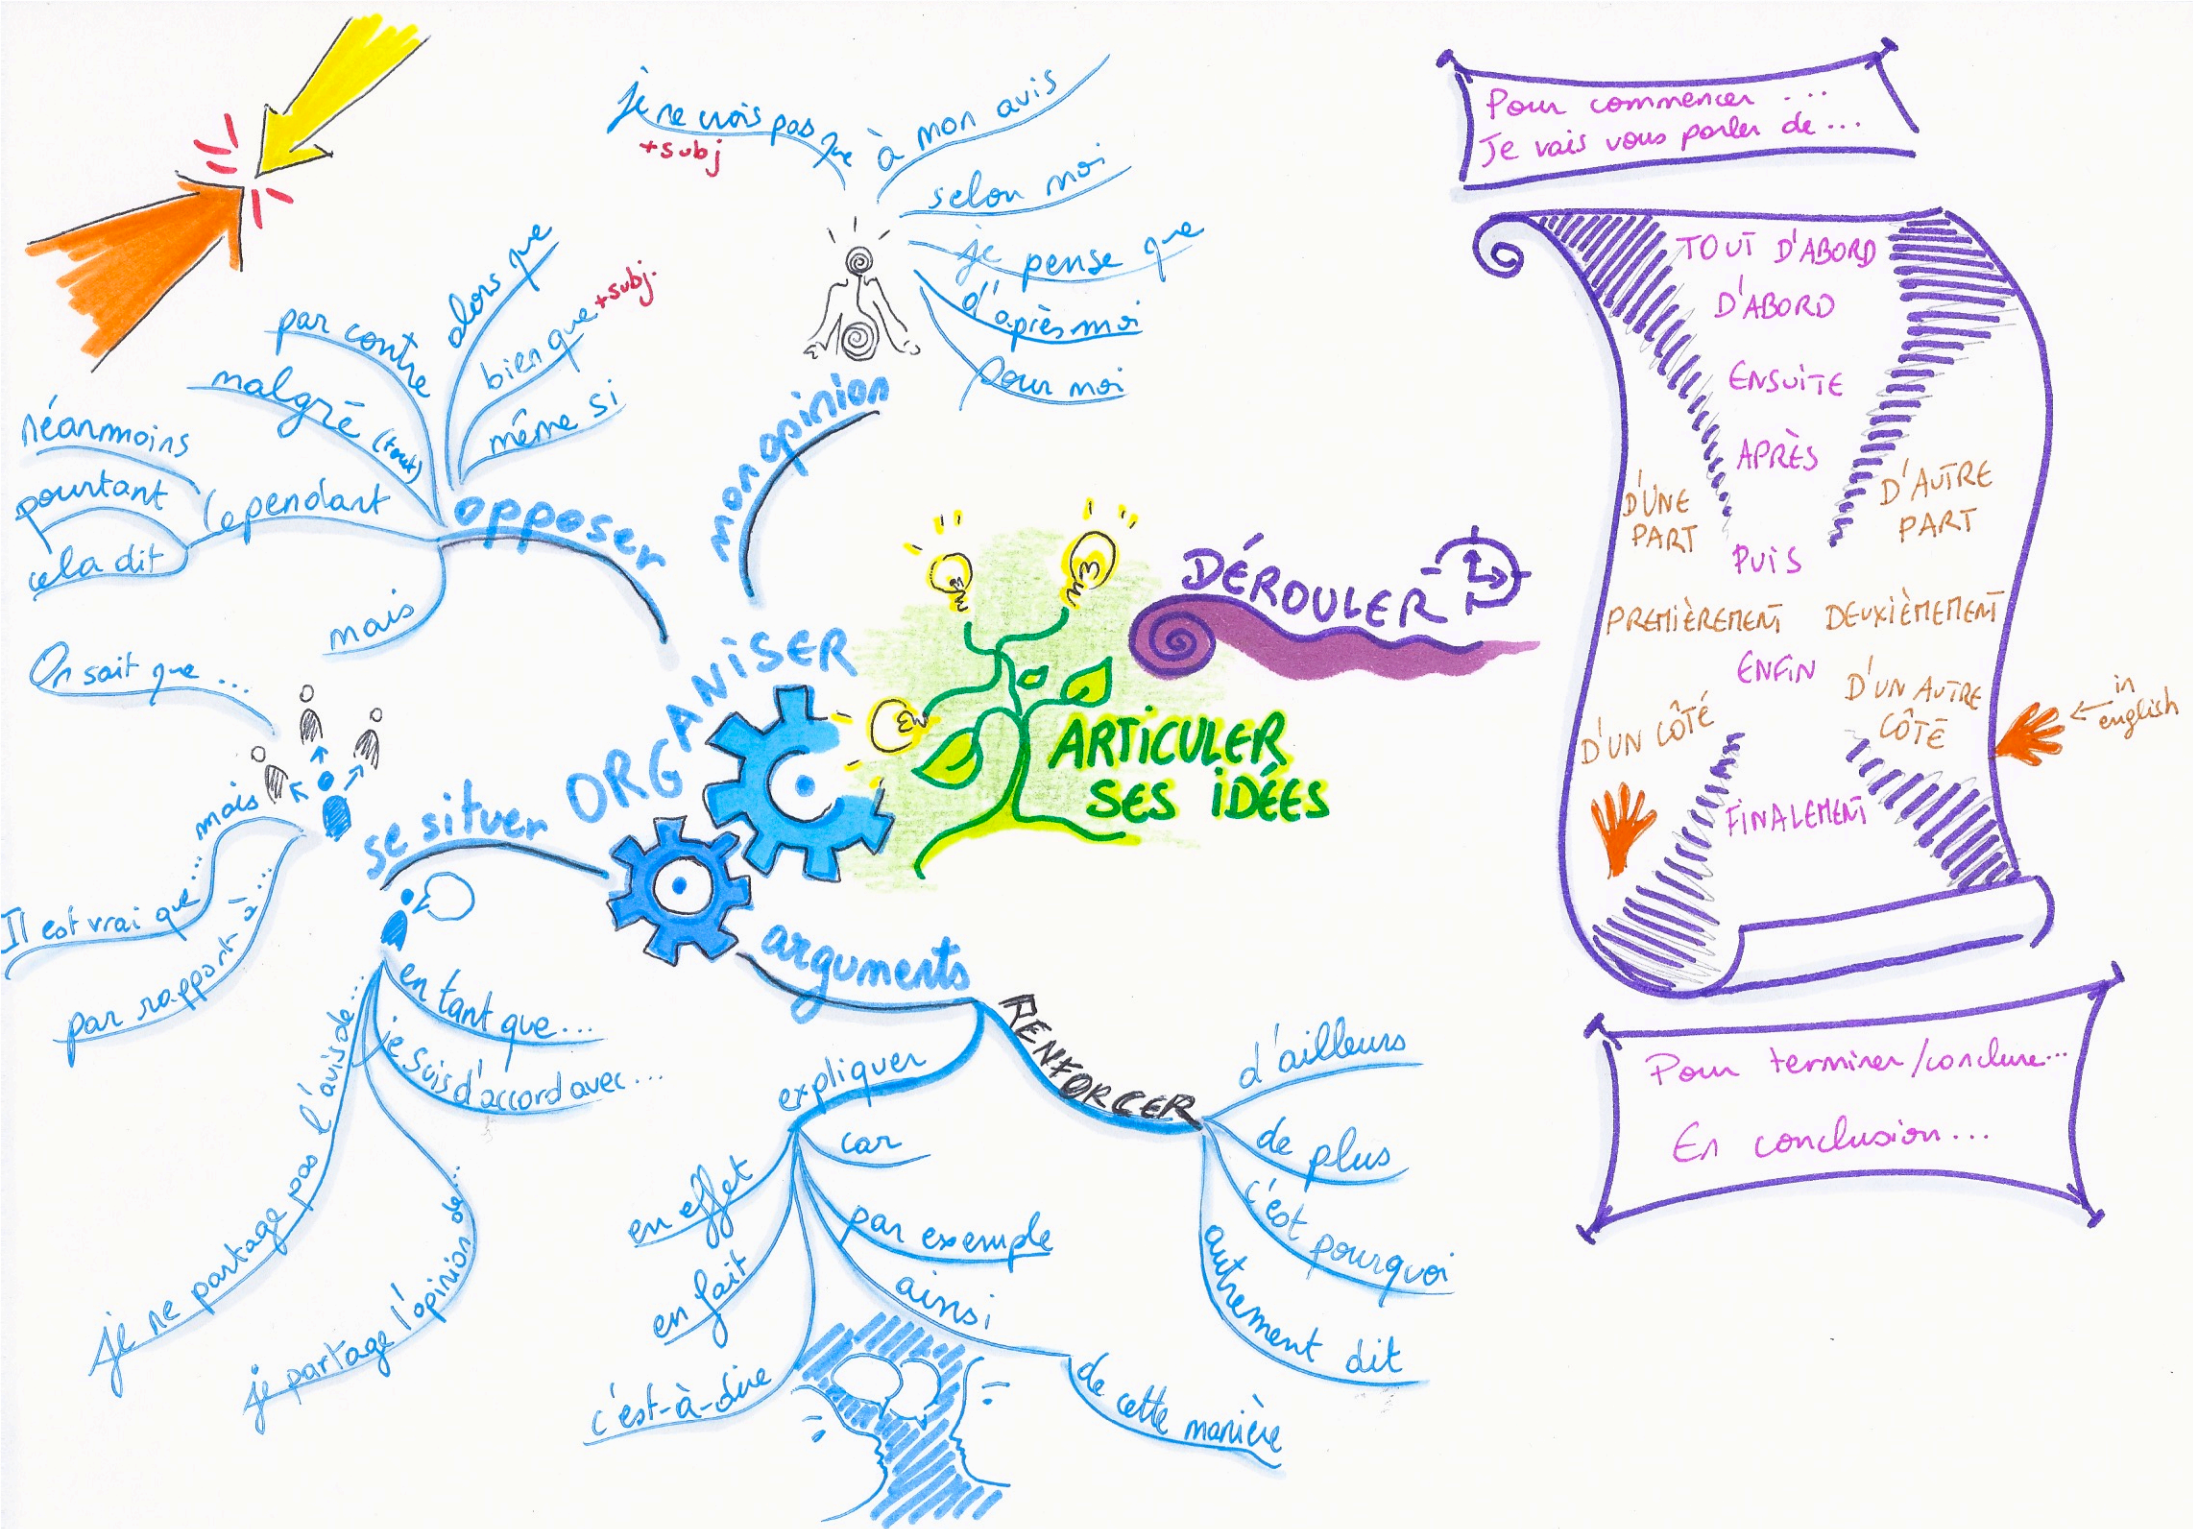 ARTICULER
SES IDÉES
ORGANISER
mon opinion
je ne crois pas que
+subj
à mon avis
selon moi
je pense que
d'après moi
pour moi
opposer
alors que
bien que +subj.
même si
par contre
malgré (tout)
cependant
néanmoins
pourtant
cela dit
mais
se situer
On sait que ...
mais
Il est vrai que...
par rapport à ...
en tant que...
je suis d'accord avec...
je partage l'opinion de...
je ne partage pas l'avis de...
arguments
expliquer
car
par exemple
ainsi
de cette manière
en effet
en fait
c'est-à-dire
RENFORCER
d'ailleurs
de plus
c'est pourquoi
autrement dit
DÉROULER
Pour commencer ...
Je vais vous parler de...
TOUT D'ABORD
D'ABORD
ENSUITE
APRÈS
D'UNE
PART
D'AUTRE
PART
PUIS
PREMIÈREMENT
DEUXIÈMEMENT
ENFIN
D'UN CÔTÉ
D'UN AUTRE
CÔTÉ
in
english
FINALEMENT
Pour terminer/conclure...
En conclusion...